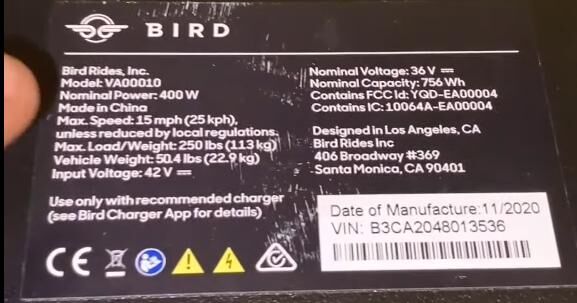 BIRD
Bird Rides, Inc.
Model: VA00010
Nominal Power: 400 W
Made in China
Max. Speed: 15 mph (25 kph),
unless reduced by local regulations.
Max. Load/Weight: 250 lbs (113 kg)
Vehicle Weight: 50.4 lbs (22.9 kg)
Input Voltage: 42 V
Use only with recommended charger
(see Bird Charger App for details)
CE
Nominal Voltage: 36 V
Nominal Capacity: 756 Wh
Contains FCC Id: YQD-EA00004
Contains IC: 10064A-EA00004
Designed in Los Angeles, CA
Bird Rides Inc
406 Broadway #369
Santa Monica, CA 90401
Date of Manufacture:11/2020
VIN: B3CA2048013536